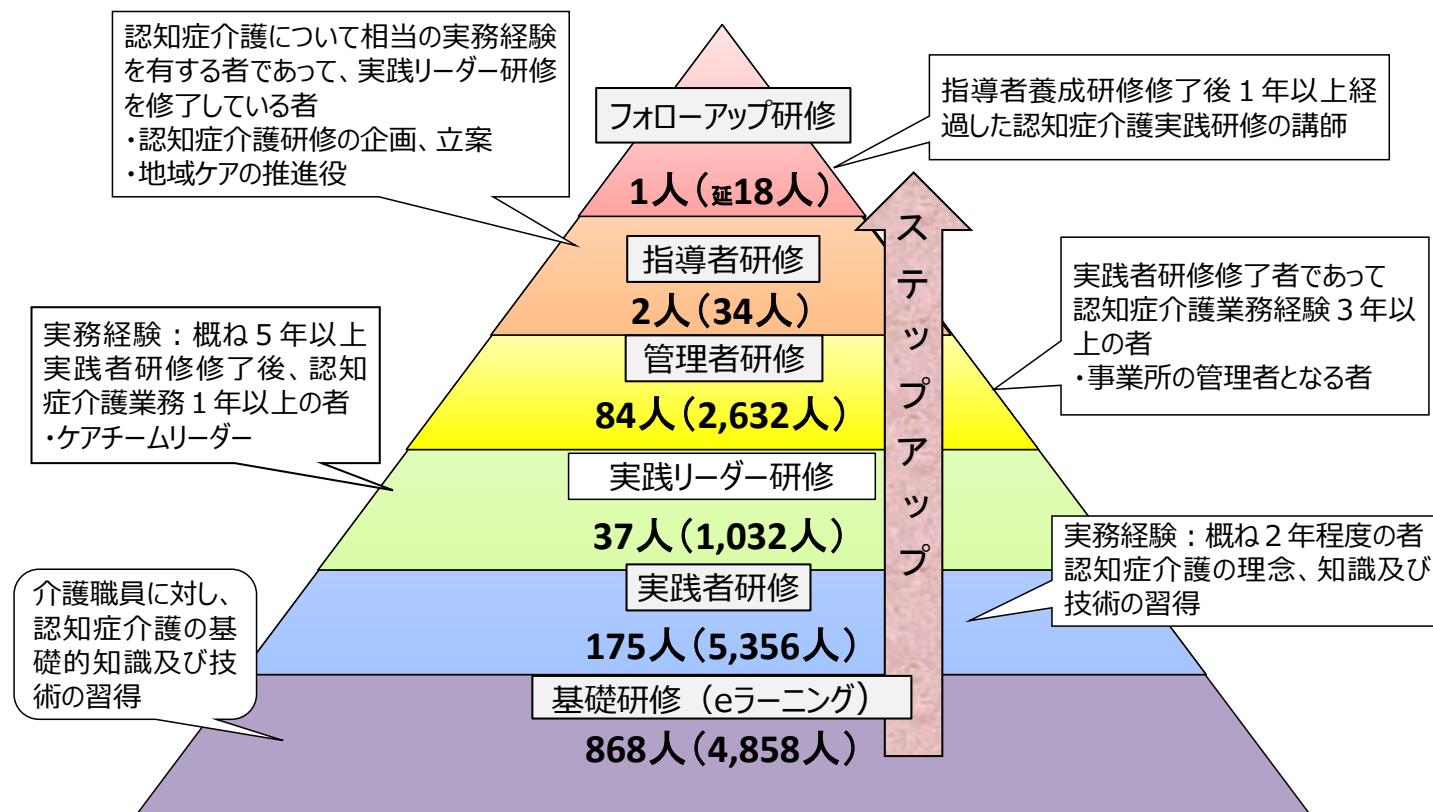 認知症介護について相当の実務経験
を有する者であって、実践リーダー研修
を修了している者
・認知症介護研修の企画、立案
・地域ケアの推進役
フォローアップ研修
1人（延18人）
指導者養成研修修了後１年以上経
過した認知症介護実践研修の講師
ステップアップ
指導者研修
2人（34人）
実践者研修修了者であって
認知症介護業務経験３年以
上の者
・事業所の管理者となる者
管理者研修
84人（2,632人）
実務経験：概ね５年以上
実践者研修修了後、認知
症介護業務１年以上の者
・ケアチームリーダー
実践リーダー研修
37人（1,032人）
実務経験：概ね２年程度の者
認知症介護の理念、知識及び
技術の習得
実践者研修
175人（5,356人）
介護職員に対し、
認知症介護の基
礎的知識及び技
術の習得
基礎研修（eラーニング）
868人（4,858人）